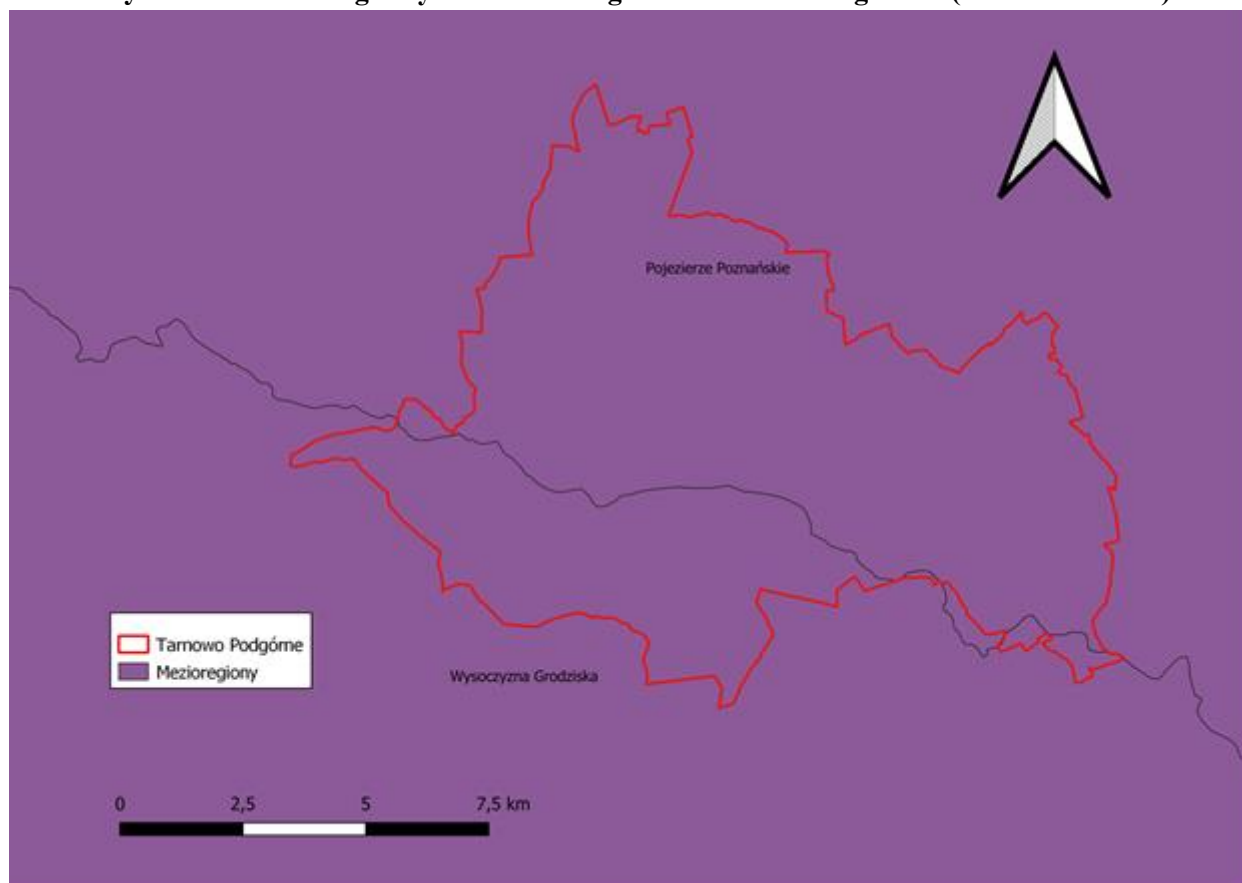 Pojezierze Poznańskie
Tarnowo Podgórne
Mezioregiony
Wysoczyzna Grodziska
0 2,5 5 7,5 km